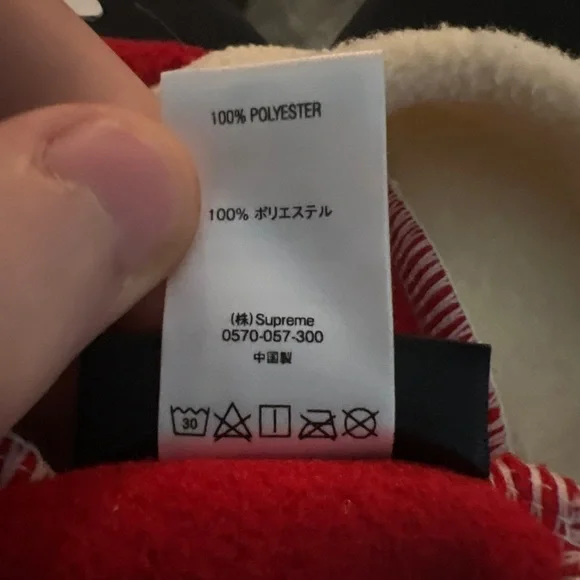 100% POLYESTER
100% ポリエステル
(株)Supreme
0570-057-300
中国製
30